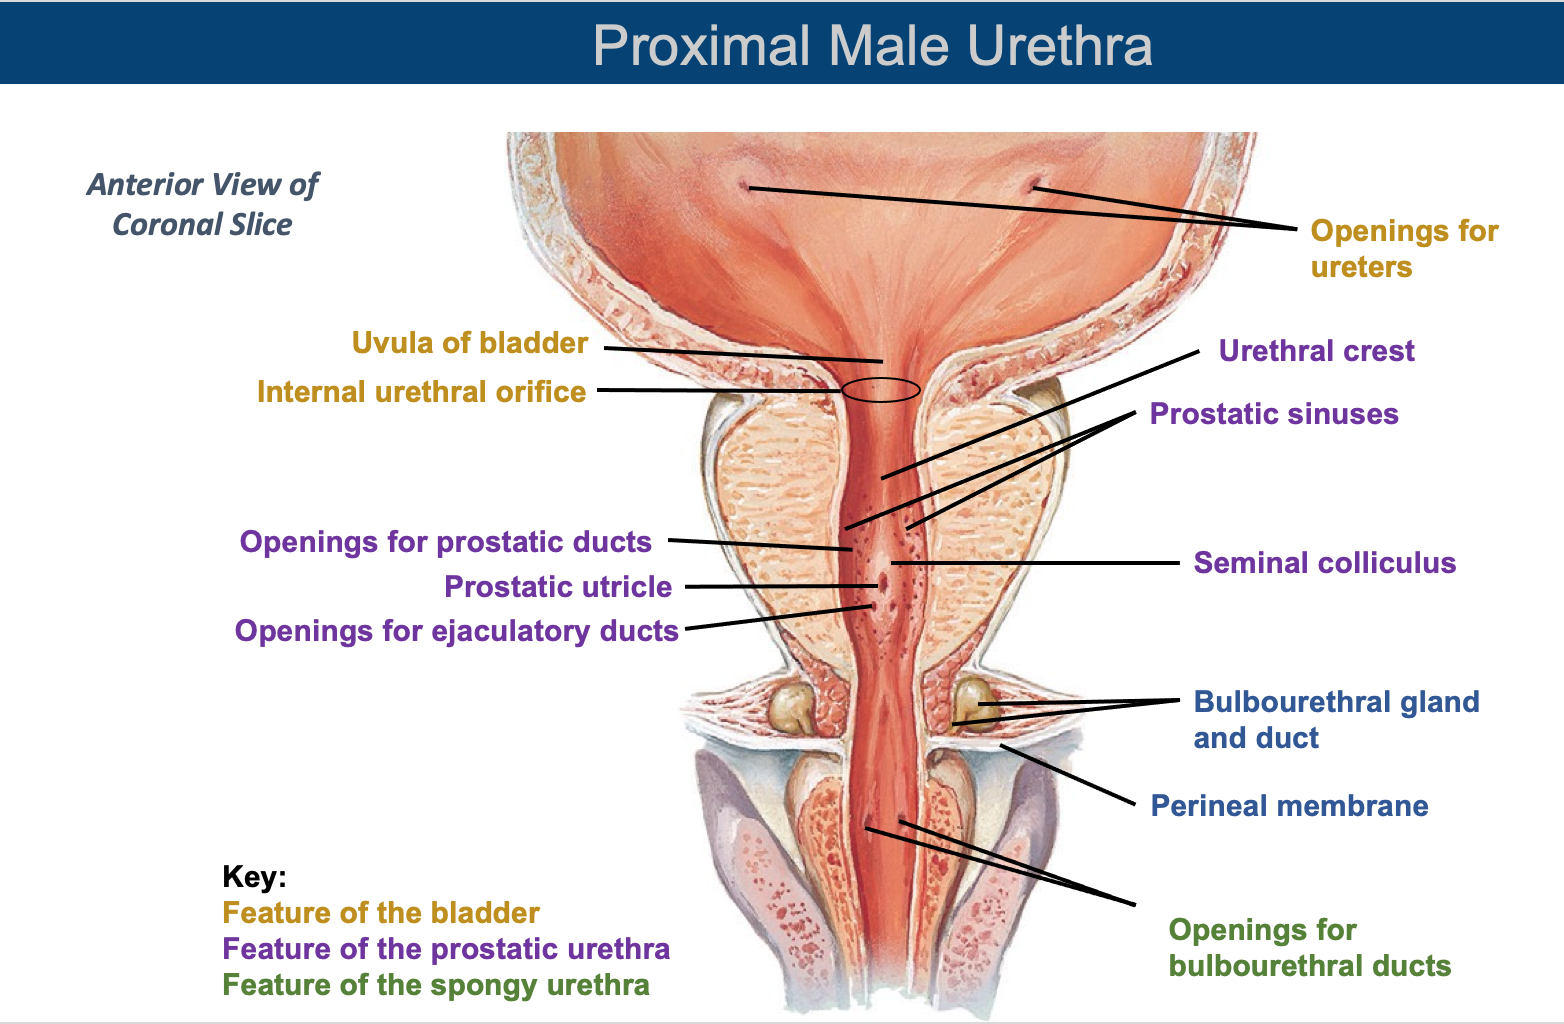 Proximal Male Urethra
Anterior View of
Coronal Slice
Openings for
ureters
Uvula of bladder
Urethral crest
Internal urethral orifice
Prostatic sinuses
Openings for prostatic ducts
Seminal colliculus
Prostatic utricle
Openings for ejaculatory ducts
Bulbourethral gland
and duct
Perineal membrane
Key:
Feature of the bladder
Feature of the prostatic urethra
Feature of the spongy urethra
Openings for
bulbourethral ducts